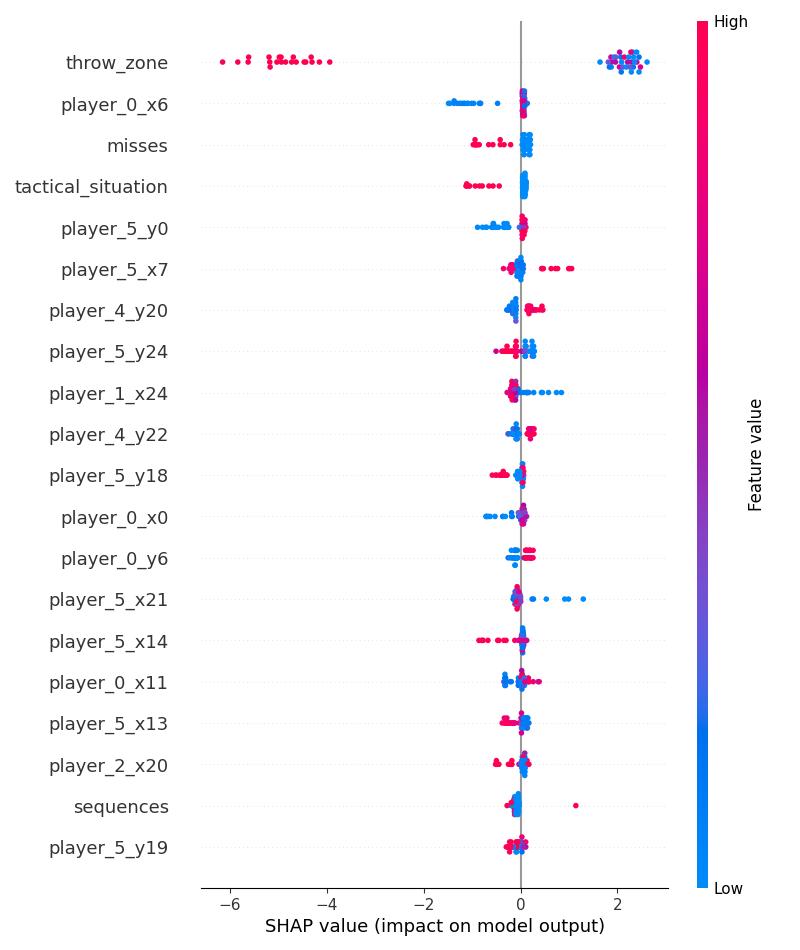 High
throw_zone
player_0_x6
misses
tactical_situation
player_5_y0
player_5_x7
player_4_y20
player_5_y24
player_1_x24
player_4_y22
player_5_y18
player_0_x0
player_0_y6
player_5_x21
player_5_x14
player_0_x11
player_5_x13
player_2_x20
sequences
player_5_y19
−6 −4 −2 0 2
SHAP value (impact on model output)
Feature value
Low